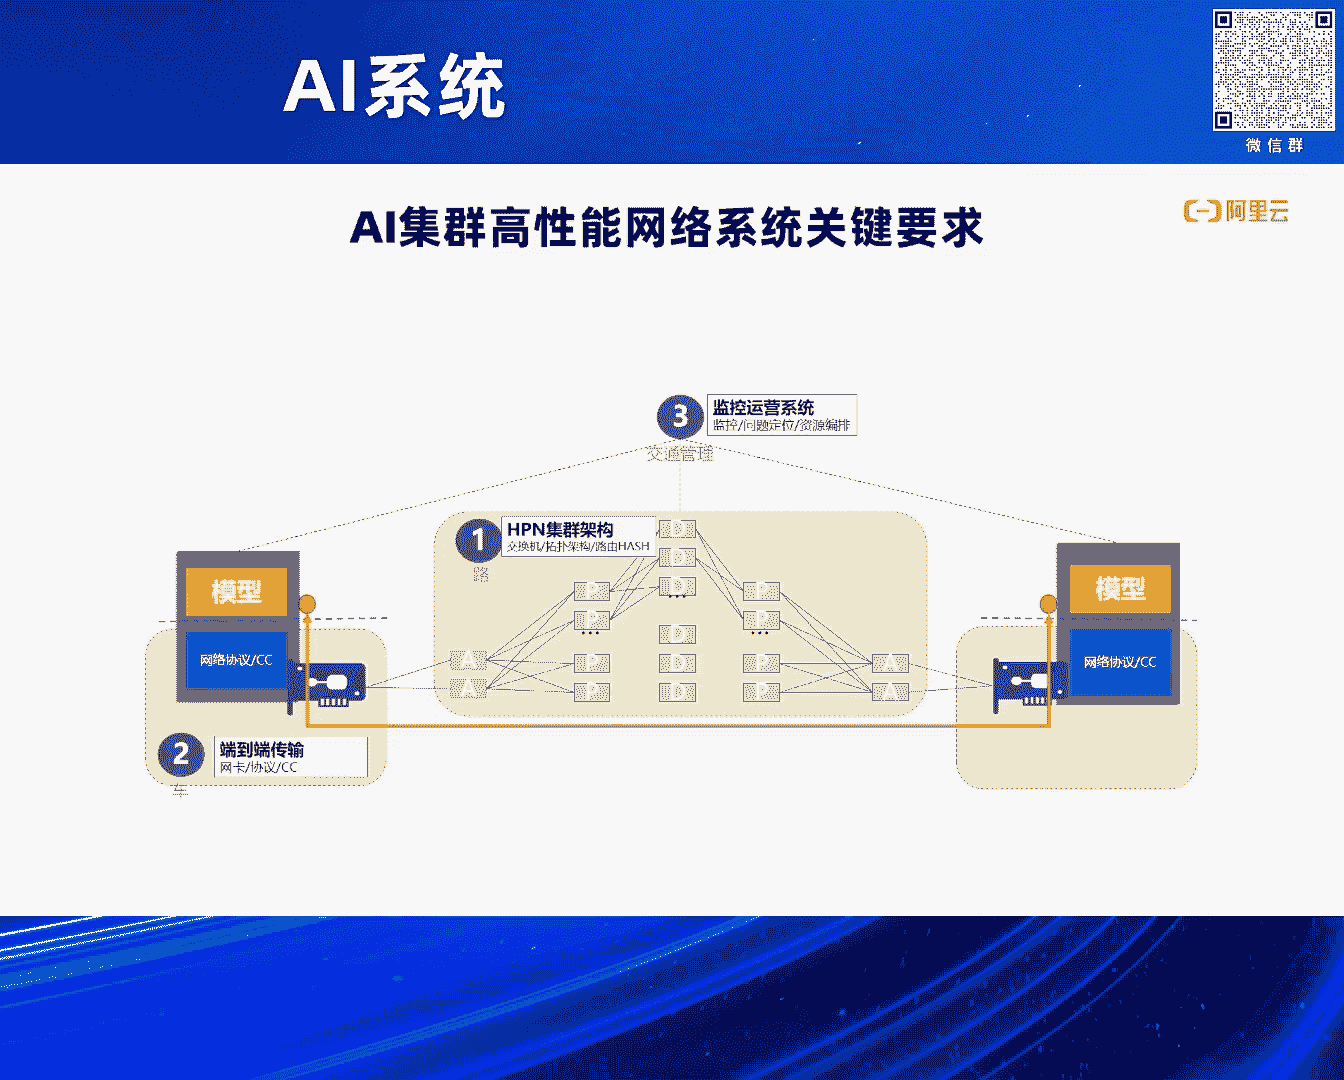 AI系统
微信群
AI集群高性能网络系统关键要求
阿里云
3
监控运营系统
监控/问题定位/资源编排
交通管理
1
HPN集群架构
交换机/拓扑架构/路由HASH
路
D
D
D
...
D
D
D
P
P
...
P
P
P
P
...
P
P
A
A
A
A
模型
网络协议/CC
模型
网络协议/CC
2
端到端传输
网卡/协议/CC
车